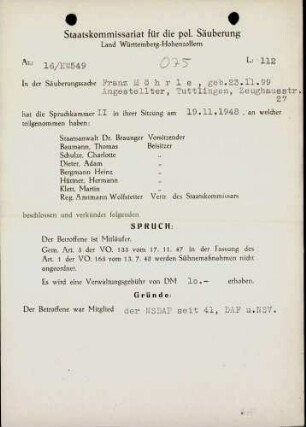 Staatskommissariat für die pol. Säuberung
Land Württemberg-Hohenzollern
Az.: 16/KW549 075 L 112
In der Säuberungssache Franz M ö h r l e , geb.23.11.99
Angestellter, Tuttlingen, Zeughausstr.
27
hat die Spruchkammer II in ihrer Sitzung am 19.11.1948, an welcher
teilgenommen haben:
Staatsanwalt Dr. Braunger Vorsitzender
Baumann, Thomas Beisitzer
Schulze, Charlotte „
Dieter, Adam „
Bergmann Heinz „
Hüttner, Hermann „
Klett, Martin „
Reg. Amtmann Wolfstetter Vertr. des Staatskommissars
beschlossen und verkündet folgenden
SPRUCH:
Der Betroffene ist Mitläufer.
Gem. Art. 3 der VO. 133 vom 17. 11. 47 in der Fassung des
Art. 1 der VO. 165 vom 13. 7. 48 werden Sühnemaßnahmen nicht
angeordnet.
Es wird eine Verwaltungsgebühr von DM 10.- erhoben.
Gründe:
Der Betroffene war Mitglied der NSDAP seit 41, DAF u.NSV.